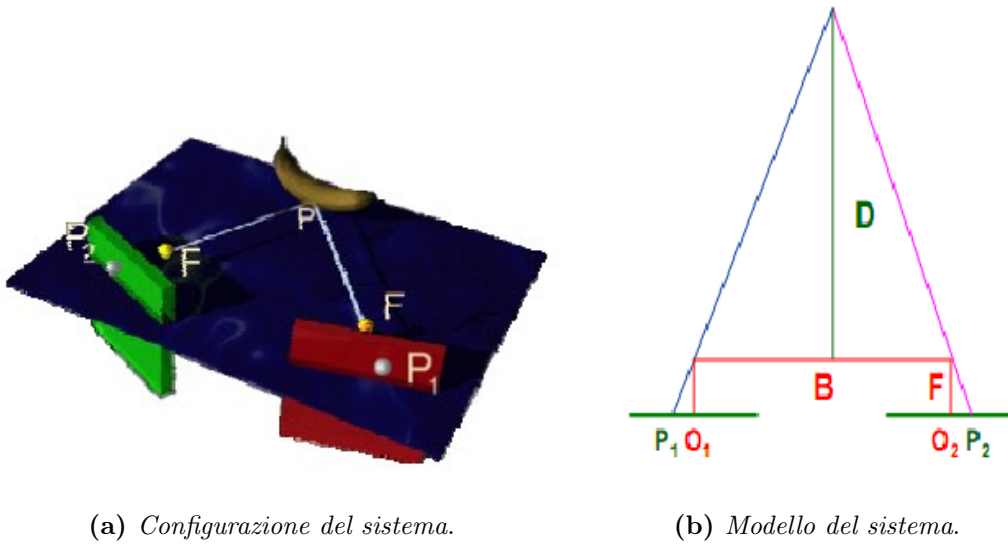 P
P₂
F
F
P₁
D
B
F
P₁ O₁
O₂ P₂
(a) Configurazione del sistema.
(b) Modello del sistema.